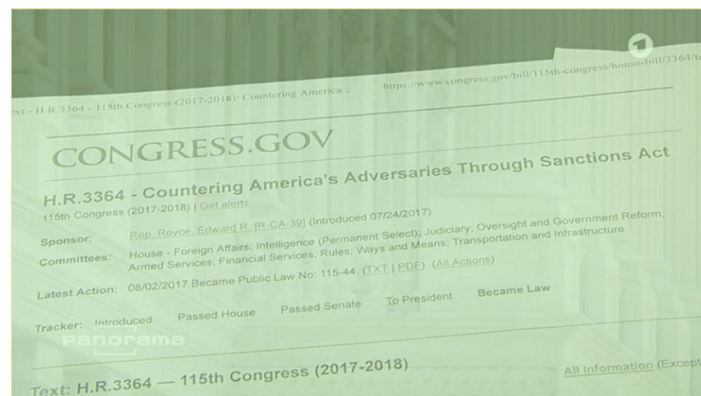 ext - H.R.3364 - 115th Congress (2017-2018): Countering America...
https://www.congress.gov/bill/115th-congress/house-bill/3364/te
CONGRESS.GOV
H.R.3364 - Countering America's Adversaries Through Sanctions Act
115th Congress (2017-2018) | Get alerts
Sponsor: Rep. Royce, Edward R. [R-CA-39] (Introduced 07/24/2017)
Committees: House - Foreign Affairs; Intelligence (Permanent Select); Judiciary; Oversight and Government Reform;
Armed Services; Financial Services; Rules; Ways and Means; Transportation and Infrastructure
Latest Action: 08/02/2017 Became Public Law No: 115-44. (TXT | PDF) (All Actions)
Tracker: Introduced Passed House Passed Senate To President Became Law
panorama
Text: H.R.3364 — 115th Congress (2017-2018)
All Information (Except